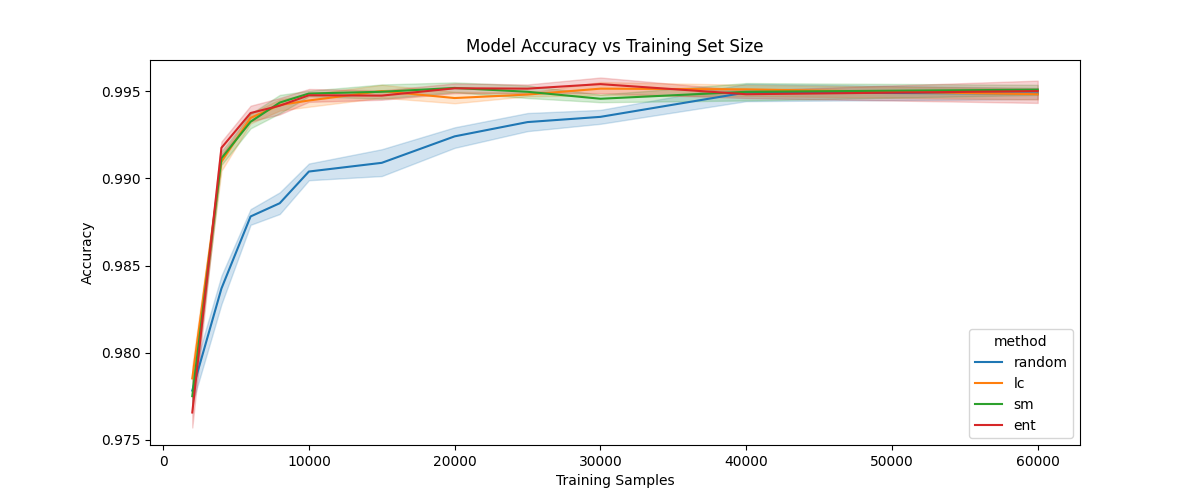 Model Accuracy vs Training Set Size
Accuracy
0.995
0.990
0.985
0.980
0.975
0
10000
20000
30000
40000
50000
60000
Training Samples
method
random
lc
sm
ent